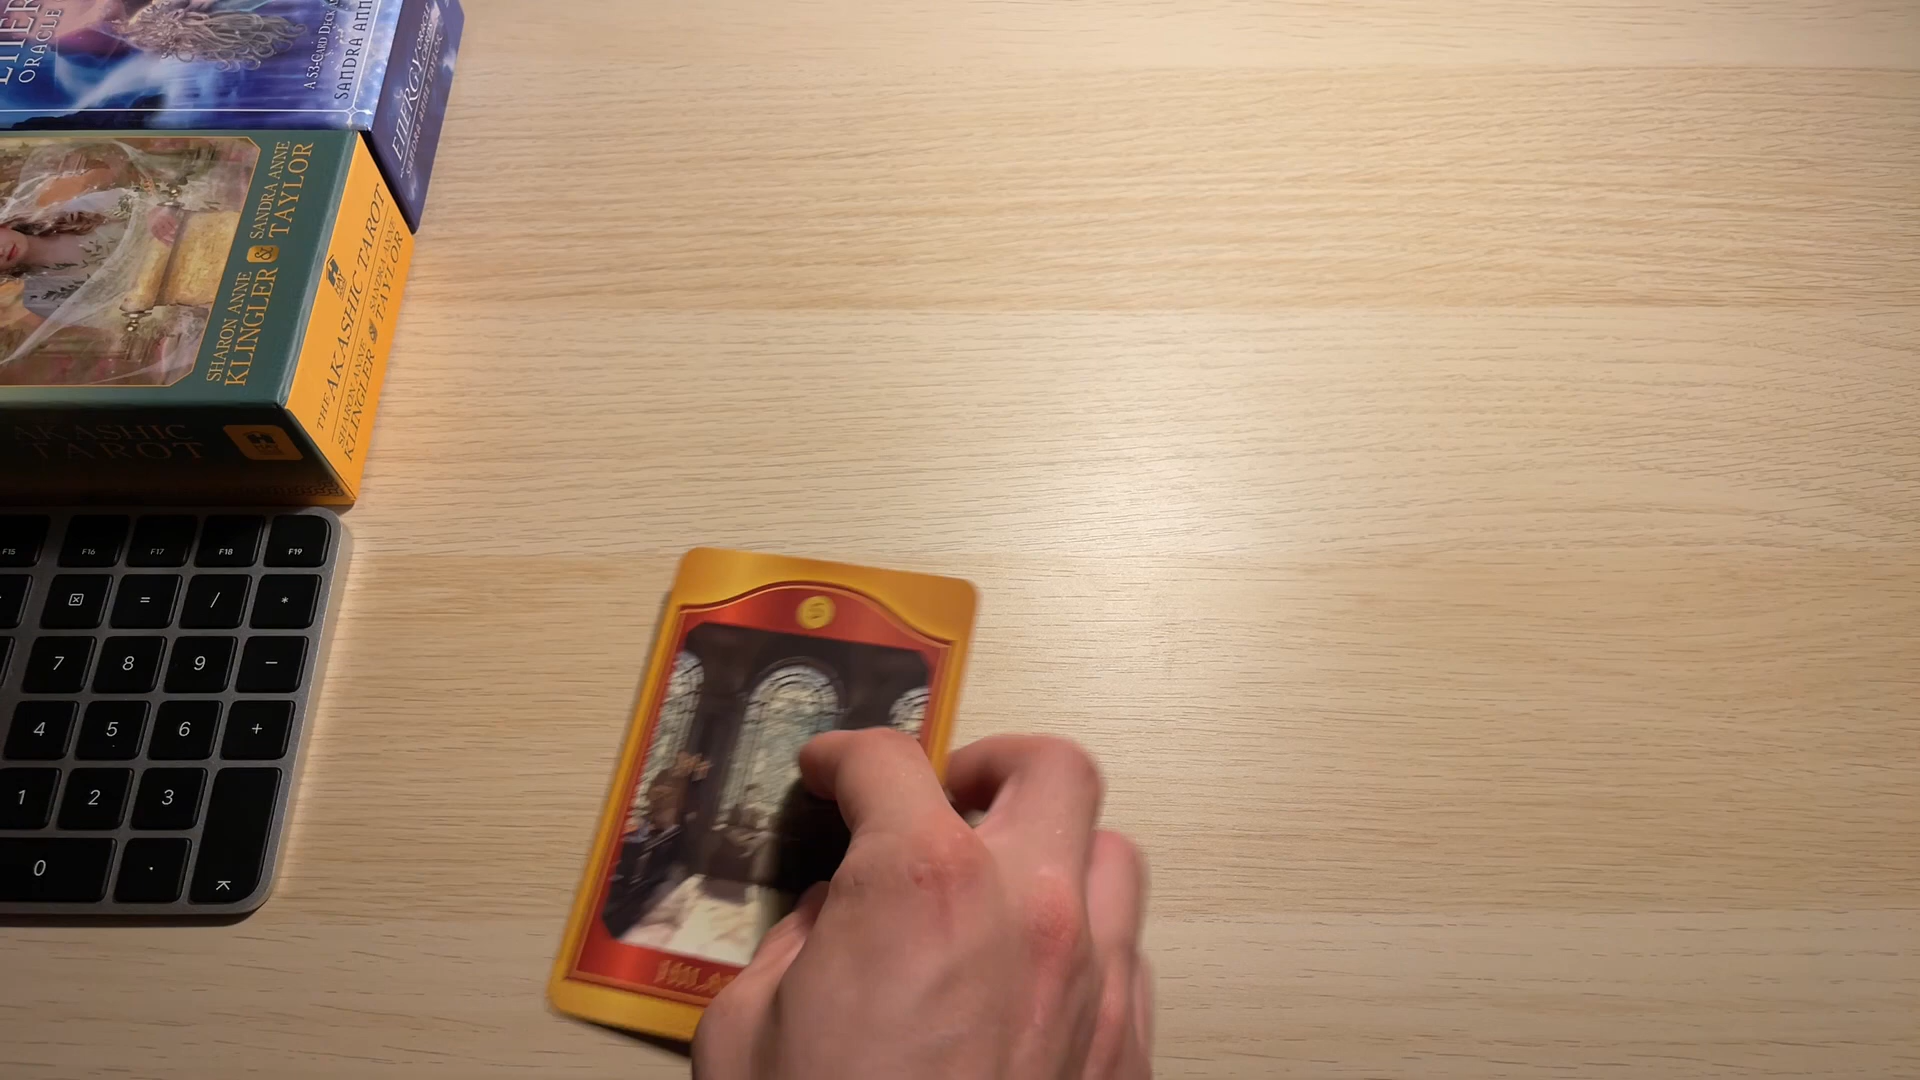 ORACLE
A 53-CARD DECK
SANDRA ANN
ENERGY ORACLE CARDS
SANDRA ANNE TAYLOR
SHARON ANNE
KLINGLER
&
SANDRA ANNE
TAYLOR
THE AKASHIC TAROT
SHARON ANNE
KLINGLER
SANDRA ANNE
TAYLOR
AKASHIC
TAROT
F15 F16 F17 F18 F19
= / *
7 8 9 −
4 5 6 +
1 2 3
0 .